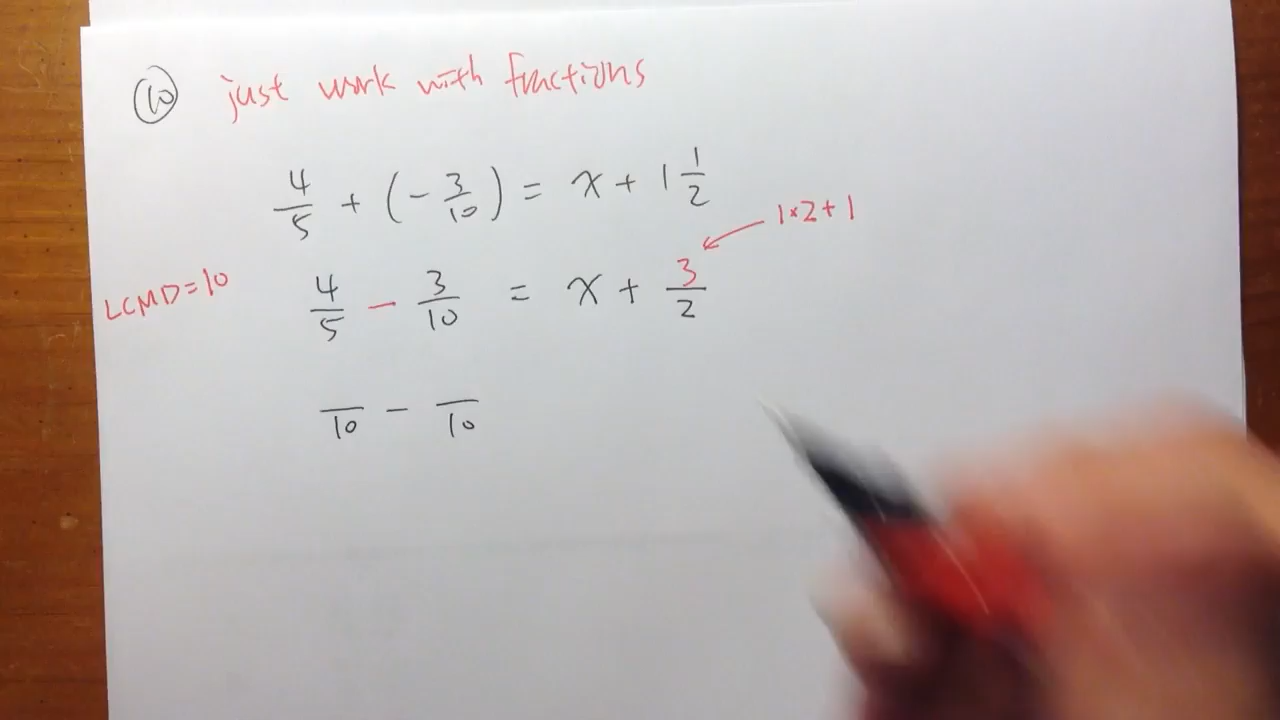 ⑩ just work with fractions
4/5 + (- 3/10) = x + 1 1/2
1×2+1
LCMD=10
4/5 - 3/10 = x + 3/2
/10 - /10